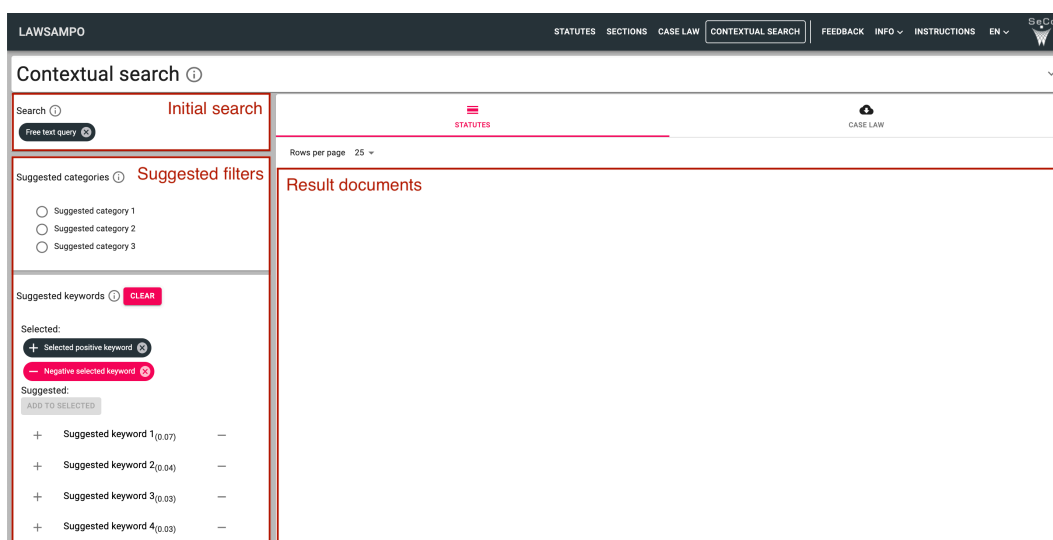 LAWSAMPO STATUTES SECTIONS CASE LAW CONTEXTUAL SEARCH FEEDBACK INFO INSTRUCTIONS EN
Contextual search
Search Initial search
Free text query
STATUTES CASE LAW
Rows per page 25
Suggested categories Suggested filters
Result documents
Suggested category 1
Suggested category 2
Suggested category 3
Suggested keywords CLEAR
Selected:
+ Selected positive keyword
− Negative selected keyword
Suggested:
ADD TO SELECTED
+ Suggested keyword 1(0.07) −
+ Suggested keyword 2(0.04) −
+ Suggested keyword 3(0.03) −
+ Suggested keyword 4(0.03) −